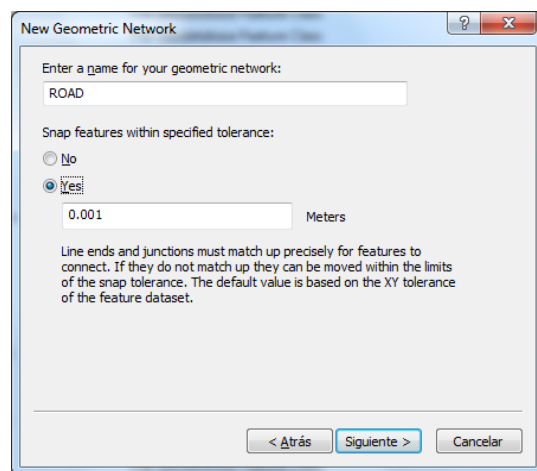 New Geometric Network
Enter a name for your geometric network:
ROAD
Snap features within specified tolerance:
No
Yes
0.001 Meters
Line ends and junctions must match up precisely for features to
connect. If they do not match up they can be moved within the limits
of the snap tolerance. The default value is based on the XY tolerance
of the feature dataset.
< Atrás Siguiente > Cancelar